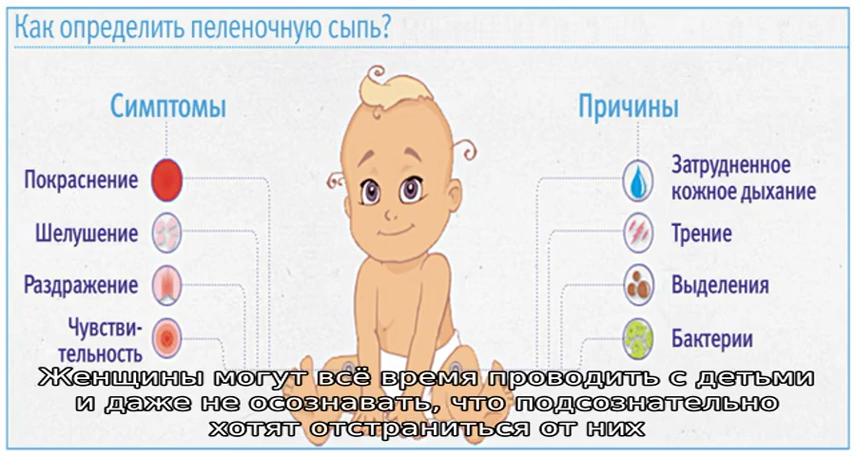 Как определить пеленочную сыпь?
Симптомы
Покраснение
Шелушение
Раздражение
Чувстви-
тельность
Причины
Затрудненное
кожное дыхание
Трение
Выделения
Бактерии
Женщины могут всё время проводить с детьми
и даже не осознавать, что подсознательно
хотят отстраниться от них